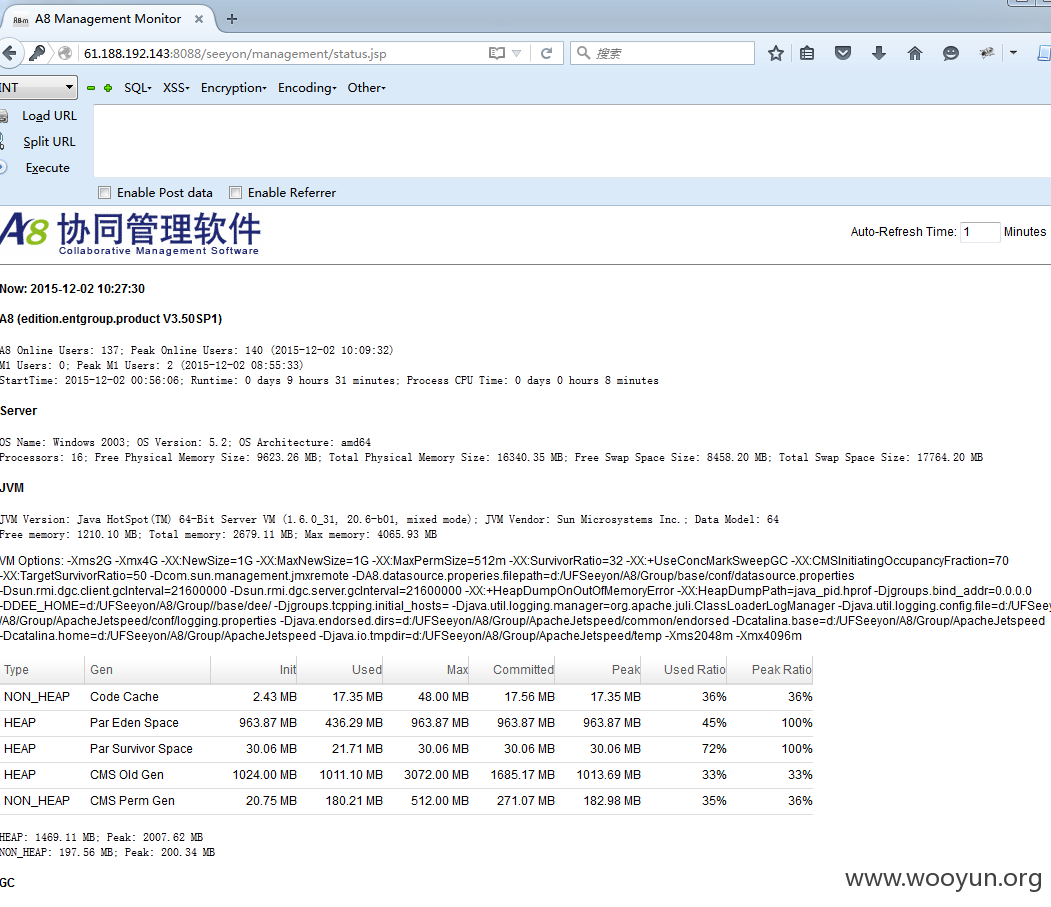 A8 Management Monitor
61.188.192.143:8088/seeyon/management/status.jsp
搜索
INT SQL- XSS- Encryption- Encoding- Other-
Load URL
Split URL
Execute
Enable Post data Enable Referrer
A8 协同管理软件
Collaborative Management Software
Auto-Refresh Time: 1 Minutes
Now: 2015-12-02 10:27:30
A8 (edition.entgroup.product V3.50SP1)
A8 Online Users: 137; Peak Online Users: 140 (2015-12-02 10:09:32)
M1 Users: 0; Peak M1 Users: 2 (2015-12-02 08:55:33)
StartTime: 2015-12-02 00:56:06; Runtime: 0 days 9 hours 31 minutes; Process CPU Time: 0 days 0 hours 8 minutes
Server
OS Name: Windows 2003; OS Version: 5.2; OS Architecture: amd64
Processors: 16; Free Physical Memory Size: 9623.26 MB; Total Physical Memory Size: 16340.35 MB; Free Swap Space Size: 8458.20 MB; Total Swap Space Size: 17764.20 MB
JVM
JVM Version: Java HotSpot(TM) 64-Bit Server VM (1.6.0_31, 20.6-b01, mixed mode); JVM Vendor: Sun Microsystems Inc.; Data Model: 64
Free memory: 1210.10 MB; Total memory: 2679.11 MB; Max memory: 4065.93 MB
VM Options: -Xms2G -Xmx4G -XX:NewSize=1G -XX:MaxNewSize=1G -XX:MaxPermSize=512m -XX:SurvivorRatio=32 -XX:+UseConcMarkSweepGC -XX:CMSInitiatingOccupancyFraction=70
-XX:TargetSurvivorRatio=50 -Dcom.sun.management.jmxremote -DA8.datasource.properies.filepath=d:/UFSeeyon/A8/Group/base/conf/datasource.properties
-Dsun.rmi.dgc.client.gcInterval=21600000 -Dsun.rmi.dgc.server.gcInterval=21600000 -XX:+HeapDumpOnOutOfMemoryError -XX:HeapDumpPath=java_pid.hprof -Djgroups.bind_addr=0.0.0.0
-DDEE_HOME=d:/UFSeeyon/A8/Group//base/dee/ -Djgroups.tcpping.initial_hosts= -Djava.util.logging.manager=org.apache.juli.ClassLoaderLogManager -Djava.util.logging.config.file=d:/UFSee
/A8/Group/ApacheJetspeed/conf/logging.properties -Djava.endorsed.dirs=d:/UFSeeyon/A8/Group/ApacheJetspeed/common/endorsed -Dcatalina.base=d:/UFSeeyon/A8/Group/ApacheJetspeed
-Dcatalina.home=d:/UFSeeyon/A8/Group/ApacheJetspeed -Djava.io.tmpdir=d:/UFSeeyon/A8/Group/ApacheJetspeed/temp -Xms2048m -Xmx4096m
Type Gen Init Used Max Committed Peak Used Ratio Peak Ratio
NON_HEAP Code Cache 2.43 MB 17.35 MB 48.00 MB 17.56 MB 17.35 MB 36% 36%
HEAP Par Eden Space 963.87 MB 436.29 MB 963.87 MB 963.87 MB 963.87 MB 45% 100%
HEAP Par Survivor Space 30.06 MB 21.71 MB 30.06 MB 30.06 MB 30.06 MB 72% 100%
HEAP CMS Old Gen 1024.00 MB 1011.10 MB 3072.00 MB 1685.17 MB 1013.69 MB 33% 33%
NON_HEAP CMS Perm Gen 20.75 MB 180.21 MB 512.00 MB 271.07 MB 182.98 MB 35% 36%
HEAP: 1469.11 MB; Peak: 2007.62 MB
NON_HEAP: 197.56 MB; Peak: 200.34 MB
GC
www.wooyun.org